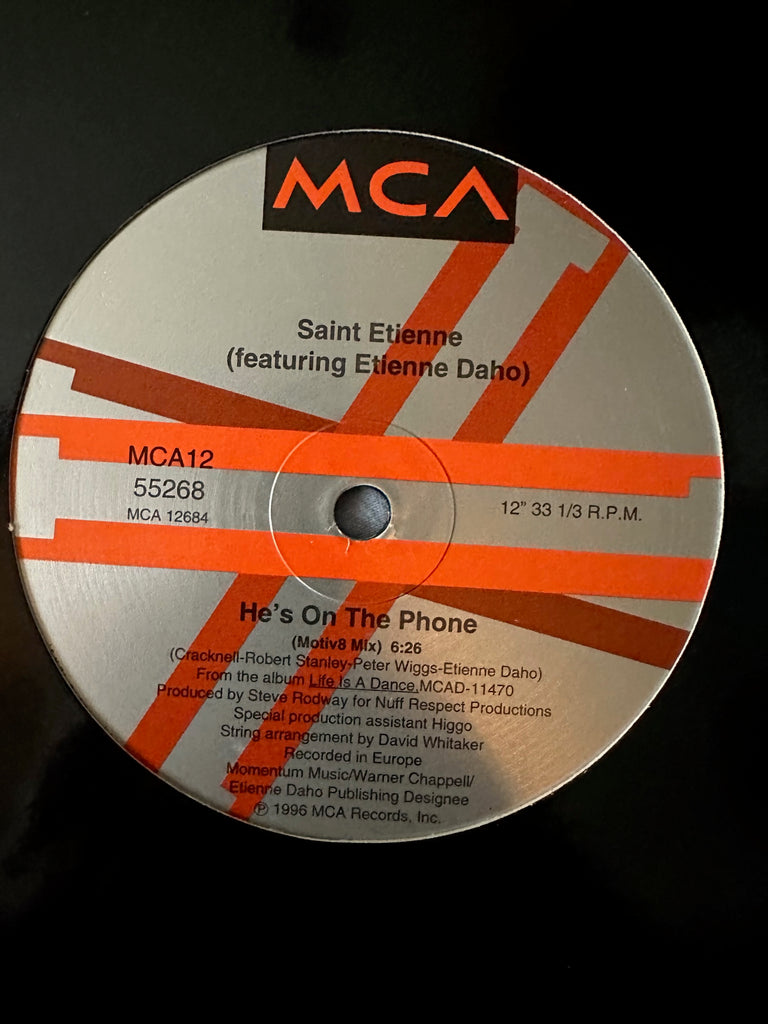 MCA
Saint Etienne
(featuring Etienne Daho)
MCA12
55268
MCA 12684
12” 33 1/3 R.P.M.
He's On The Phone
(Motiv8 Mix) 6:26
(Cracknell-Robert Stanley-Peter Wiggs-Etienne Daho)
From the album Life Is A Dance,MCAD-11470
Produced by Steve Rodway for Nuff Respect Productions
Special production assistant Higgo
String arrangement by David Whitaker
Recorded in Europe
Momentum Music/Warner Chappell/
Etienne Daho Publishing Designee
℗ 1996 MCA Records, Inc.